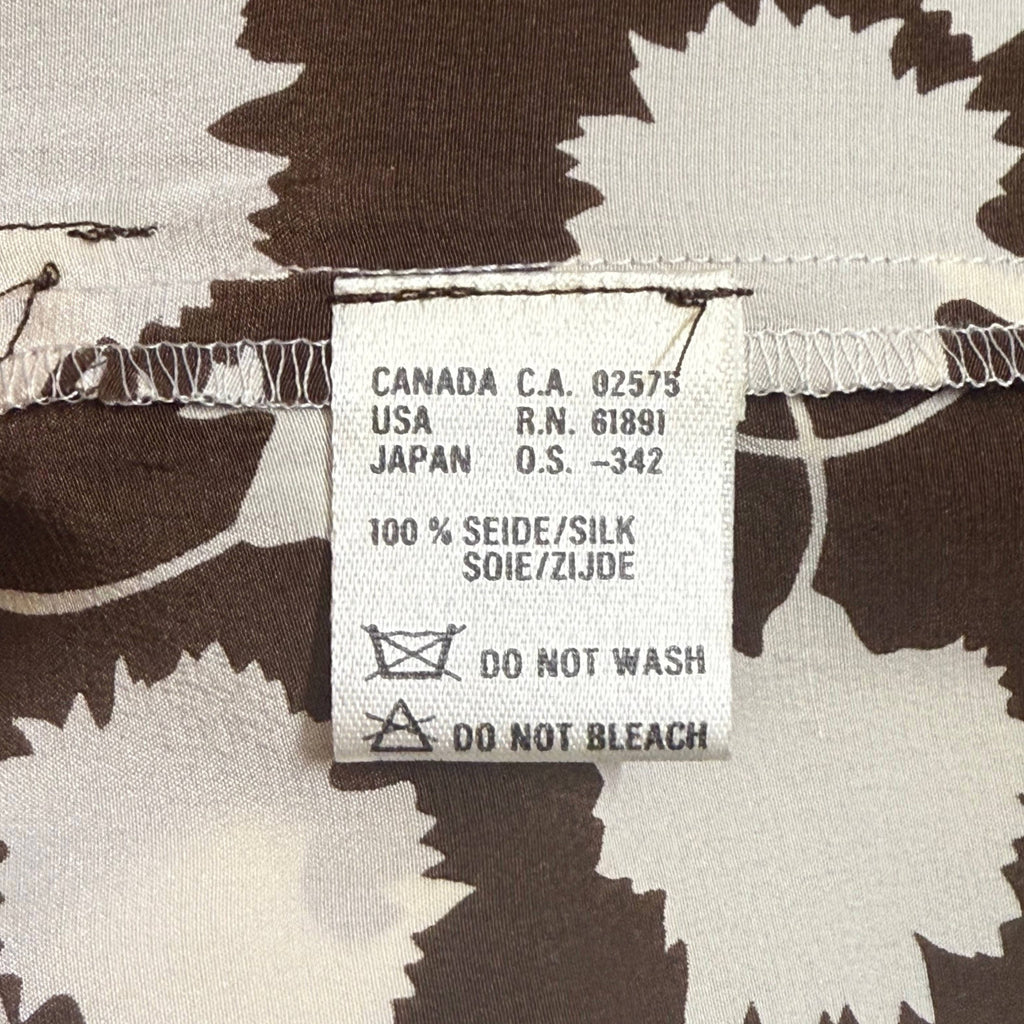 CANADA C.A. 02575
USA R.N. 61891
JAPAN O.S. -342
100 % SEIDE/SILK
SOIE/ZIJDE
DO NOT WASH
DO NOT BLEACH